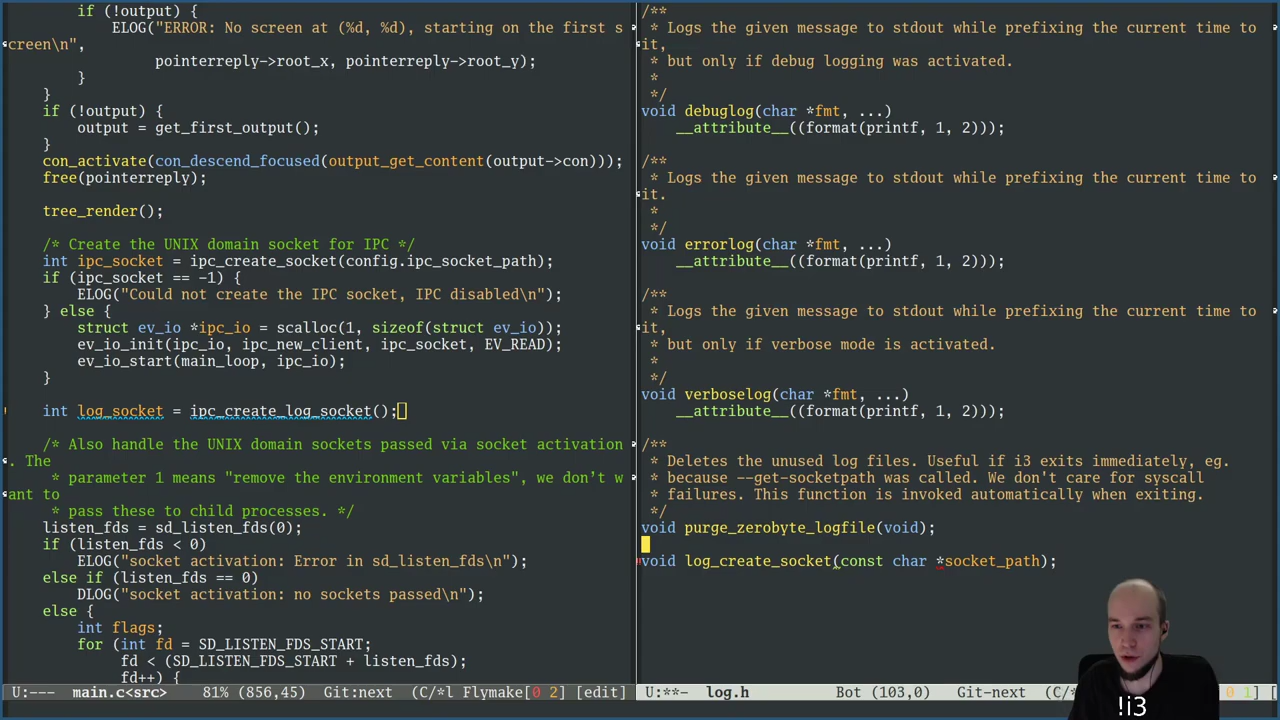 if (!output) {
ELOG("ERROR: No screen at (%d, %d), starting on the first s
creen\n",
pointerreply->root_x, pointerreply->root_y);
}
}
if (!output) {
output = get_first_output();
}
con_activate(con_descend_focused(output_get_content(output->con)));
free(pointerreply);
tree_render();
/* Create the UNIX domain socket for IPC */
int ipc_socket = ipc_create_socket(config.ipc_socket_path);
if (ipc_socket == -1) {
ELOG("Could not create the IPC socket, IPC disabled\n");
} else {
struct ev_io *ipc_io = scalloc(1, sizeof(struct ev_io));
ev_io_init(ipc_io, ipc_new_client, ipc_socket, EV_READ);
ev_io_start(main_loop, ipc_io);
}
int log_socket = ipc_create_log_socket();
/* Also handle the UNIX domain sockets passed via socket activation
. The
* parameter 1 means "remove the environment variables", we don’t w
ant to
* pass these to child processes. */
listen_fds = sd_listen_fds(0);
if (listen_fds < 0)
ELOG("socket activation: Error in sd_listen_fds\n");
else if (listen_fds == 0)
DLOG("socket activation: no sockets passed\n");
else {
int flags;
for (int fd = SD_LISTEN_FDS_START;
fd < (SD_LISTEN_FDS_START + listen_fds);
fd++) {
U:--- main.c<src> 81% (856,45) Git:next (C/*l Flymake[0 2] [edit]
/**
* Logs the given message to stdout while prefixing the current time to
it,
* but only if debug logging was activated.
*
*/
void debuglog(char *fmt, ...)
__attribute__((format(printf, 1, 2)));
/**
* Logs the given message to stdout while prefixing the current time to
it.
*
*/
void errorlog(char *fmt, ...)
__attribute__((format(printf, 1, 2)));
/**
* Logs the given message to stdout while prefixing the current time to
it,
* but only if verbose mode is activated.
*
*/
void verboselog(char *fmt, ...)
__attribute__((format(printf, 1, 2)));
/**
* Deletes the unused log files. Useful if i3 exits immediately, eg.
* because --get-socketpath was called. We don't care for syscall
* failures. This function is invoked automatically when exiting.
*/
void purge_zerobyte_logfile(void);
void log_create_socket(const char *socket_path);
U:**- log.h Bot (103,0) Git-next (C/* 0 1] [
!i3